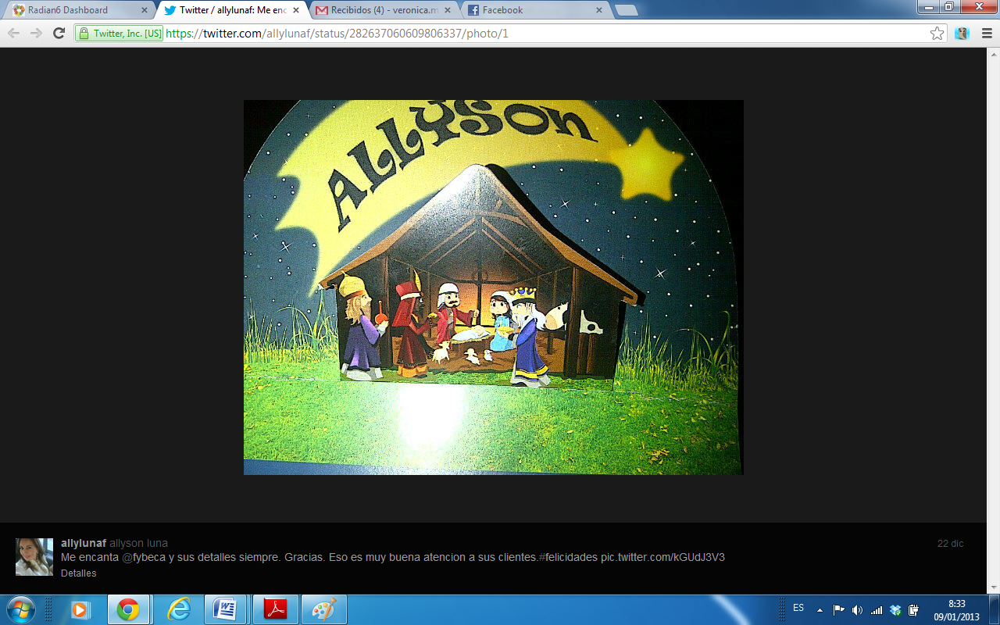 Radian6 Dashboard
Twitter / allylunaf: Me enc
Recibidos (4) - veronica.m
Facebook
Twitter, Inc. [US]
https://twitter.com/allylunaf/status/282637060609806337/photo/1
ALLYSON
allylunaf allyson luna
22 dic
Me encanta @fybeca y sus detalles siempre. Gracias. Eso es muy buena atencion a sus clientes.#felicidades pic.twitter.com/kGUdJ3V3
Detalles
ES
8:33
09/01/2013